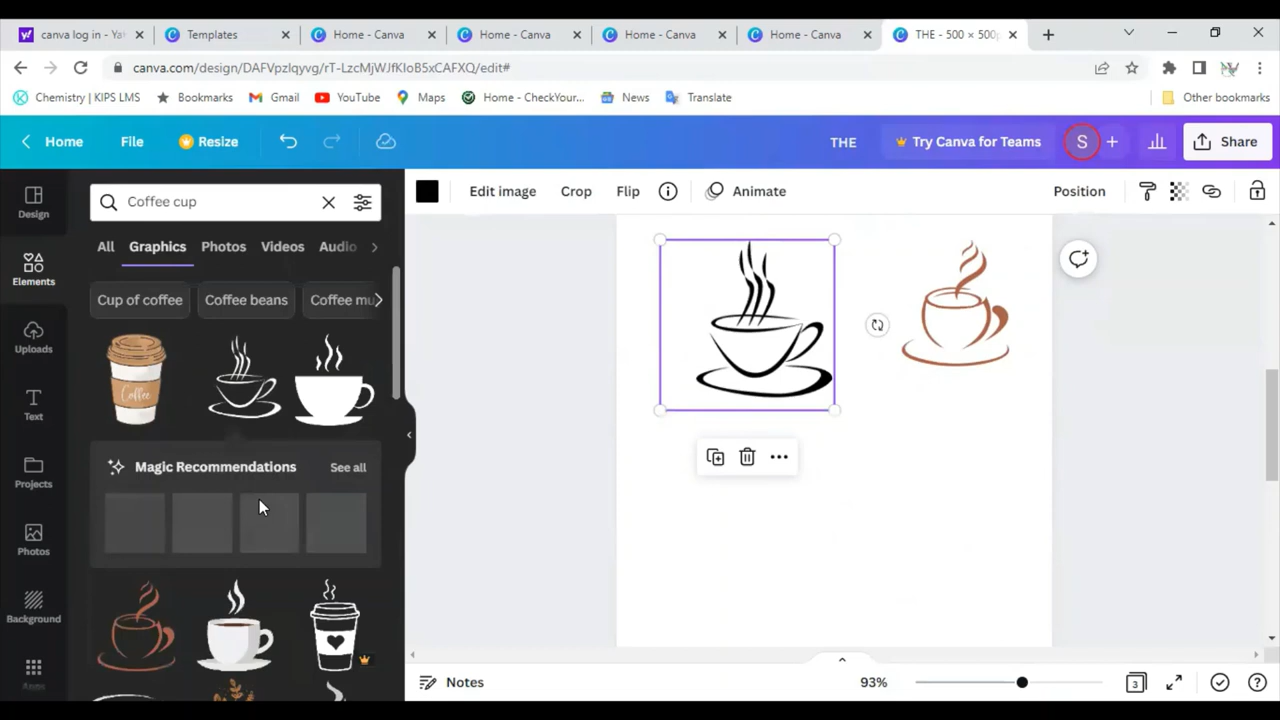 canva log in - Ya
Templates
Home - Canva
Home - Canva
Home - Canva
Home - Canva
THE - 500 × 500p
canva.com/design/DAFVpzlqyvg/rT-LzcMjWJfKIoB5xCAFXQ/edit#
Chemistry | KIPS LMS
Bookmarks
Gmail
YouTube
Maps
Home - CheckYour...
News
Translate
Other bookmarks
Home
File
Resize
THE
Try Canva for Teams
S
Share
Design
Elements
Uploads
Text
Projects
Photos
Background
Apps
Coffee cup
All
Graphics
Photos
Videos
Audio
Cup of coffee
Coffee beans
Coffee mu
Coffee
Magic Recommendations
See all
Edit image
Crop
Flip
Animate
Position
Notes
93%
3